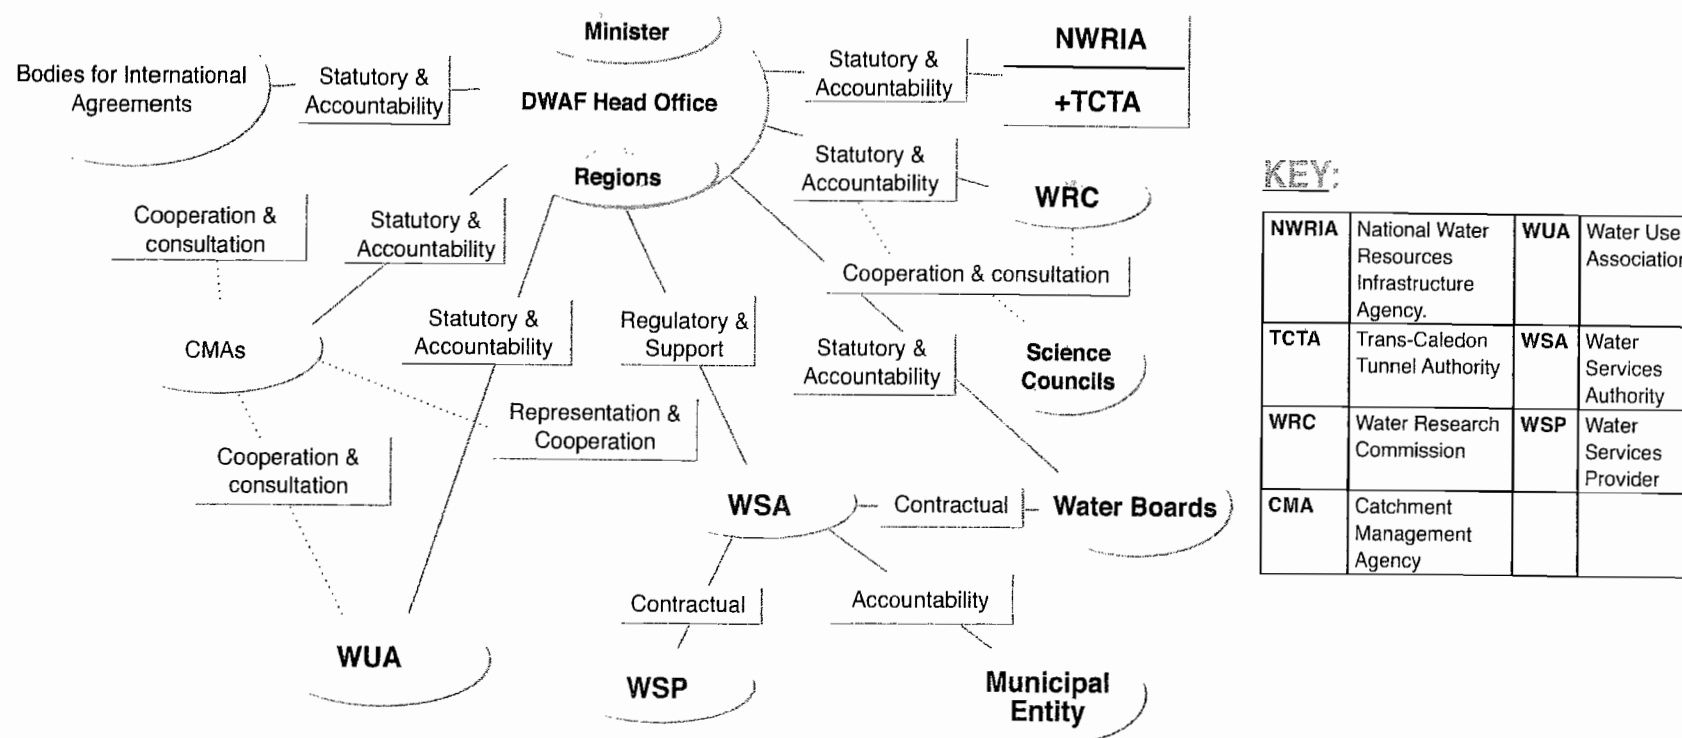 Minister
NWRIA
Statutory &
Accountability
Bodies for International
Agreements
Statutory &
Accountability
DWAF Head Office
+TCTA
Statutory &
Accountability
Regions
WRC
Cooperation &
consultation
Statutory &
Accountability
Cooperation & consultation
Statutory &
Accountability
Regulatory &
Support
CMAs
Statutory &
Accountability
Science
Councils
Representation &
Cooperation
Cooperation &
consultation
WSA
Contractual
Water Boards
Contractual
Accountability
WUA
WSP
Municipal
Entity
KEY:
NWRIA
National Water
Resources
Infrastructure
Agency.
WUA
Water Use
Association
TCTA
Trans-Caledon
Tunnel Authority
WSA
Water
Services
Authority
WRC
Water Research
Commission
WSP
Water
Services
Provider
CMA
Catchment
Management
Agency